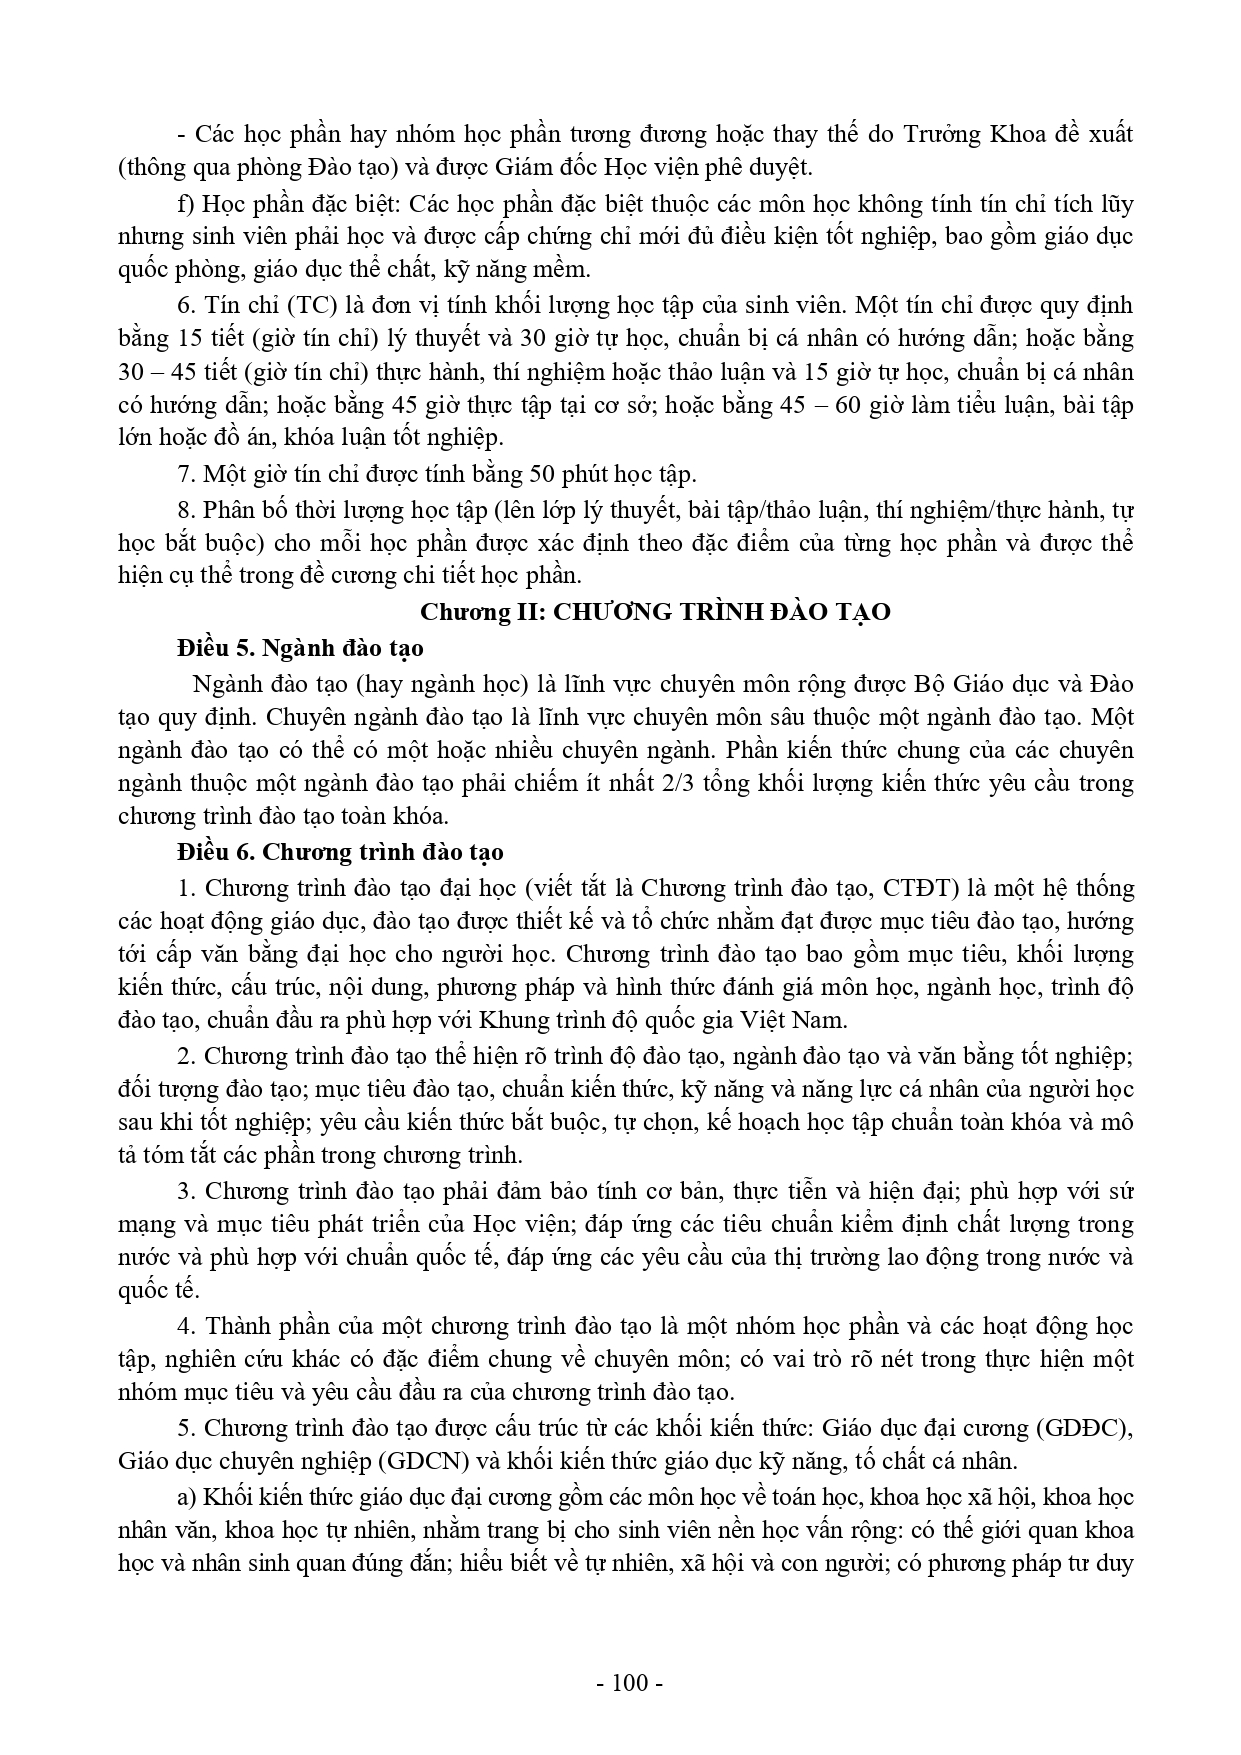 - Các học phần hay nhóm học phần tương đương hoặc thay thế do Trưởng Khoa đề xuất
(thông qua phòng Đào tạo) và được Giám đốc Học viện phê duyệt.
f) Học phần đặc biệt: Các học phần đặc biệt thuộc các môn học không tính tín chỉ tích lũy
nhưng sinh viên phải học và được cấp chứng chỉ mới đủ điều kiện tốt nghiệp, bao gồm giáo dục
quốc phòng, giáo dục thể chất, kỹ năng mềm.
6. Tín chỉ (TC) là đơn vị tính khối lượng học tập của sinh viên. Một tín chỉ được quy định
bằng 15 tiết (giờ tín chỉ) lý thuyết và 30 giờ tự học, chuẩn bị cá nhân có hướng dẫn; hoặc bằng
30 – 45 tiết (giờ tín chỉ) thực hành, thí nghiệm hoặc thảo luận và 15 giờ tự học, chuẩn bị cá nhân
có hướng dẫn; hoặc bằng 45 giờ thực tập tại cơ sở; hoặc bằng 45 – 60 giờ làm tiểu luận, bài tập
lớn hoặc đồ án, khóa luận tốt nghiệp.
7. Một giờ tín chỉ được tính bằng 50 phút học tập.
8. Phân bố thời lượng học tập (lên lớp lý thuyết, bài tập/thảo luận, thí nghiệm/thực hành, tự
học bắt buộc) cho mỗi học phần được xác định theo đặc điểm của từng học phần và được thể
hiện cụ thể trong đề cương chi tiết học phần.
Chương II: CHƯƠNG TRÌNH ĐÀO TẠO
Điều 5. Ngành đào tạo
Ngành đào tạo (hay ngành học) là lĩnh vực chuyên môn rộng được Bộ Giáo dục và Đào
tạo quy định. Chuyên ngành đào tạo là lĩnh vực chuyên môn sâu thuộc một ngành đào tạo. Một
ngành đào tạo có thể có một hoặc nhiều chuyên ngành. Phần kiến thức chung của các chuyên
ngành thuộc một ngành đào tạo phải chiếm ít nhất 2/3 tổng khối lượng kiến thức yêu cầu trong
chương trình đào tạo toàn khóa.
Điều 6. Chương trình đào tạo
1. Chương trình đào tạo đại học (viết tắt là Chương trình đào tạo, CTĐT) là một hệ thống
các hoạt động giáo dục, đào tạo được thiết kế và tổ chức nhằm đạt được mục tiêu đào tạo, hướng
tới cấp văn bằng đại học cho người học. Chương trình đào tạo bao gồm mục tiêu, khối lượng
kiến thức, cấu trúc, nội dung, phương pháp và hình thức đánh giá môn học, ngành học, trình độ
đào tạo, chuẩn đầu ra phù hợp với Khung trình độ quốc gia Việt Nam.
2. Chương trình đào tạo thể hiện rõ trình độ đào tạo, ngành đào tạo và văn bằng tốt nghiệp;
đối tượng đào tạo; mục tiêu đào tạo, chuẩn kiến thức, kỹ năng và năng lực cá nhân của người học
sau khi tốt nghiệp; yêu cầu kiến thức bắt buộc, tự chọn, kế hoạch học tập chuẩn toàn khóa và mô
tả tóm tắt các phần trong chương trình.
3. Chương trình đào tạo phải đảm bảo tính cơ bản, thực tiễn và hiện đại; phù hợp với sứ
mạng và mục tiêu phát triển của Học viện; đáp ứng các tiêu chuẩn kiểm định chất lượng trong
nước và phù hợp với chuẩn quốc tế, đáp ứng các yêu cầu của thị trường lao động trong nước và
quốc tế.
4. Thành phần của một chương trình đào tạo là một nhóm học phần và các hoạt động học
tập, nghiên cứu khác có đặc điểm chung về chuyên môn; có vai trò rõ nét trong thực hiện một
nhóm mục tiêu và yêu cầu đầu ra của chương trình đào tạo.
5. Chương trình đào tạo được cấu trúc từ các khối kiến thức: Giáo dục đại cương (GDĐC),
Giáo dục chuyên nghiệp (GDCN) và khối kiến thức giáo dục kỹ năng, tố chất cá nhân.
a) Khối kiến thức giáo dục đại cương gồm các môn học về toán học, khoa học xã hội, khoa học
nhân văn, khoa học tự nhiên, nhằm trang bị cho sinh viên nền học vấn rộng: có thế giới quan khoa
học và nhân sinh quan đúng đắn; hiểu biết về tự nhiên, xã hội và con người; có phương pháp tư duy
- 100 -